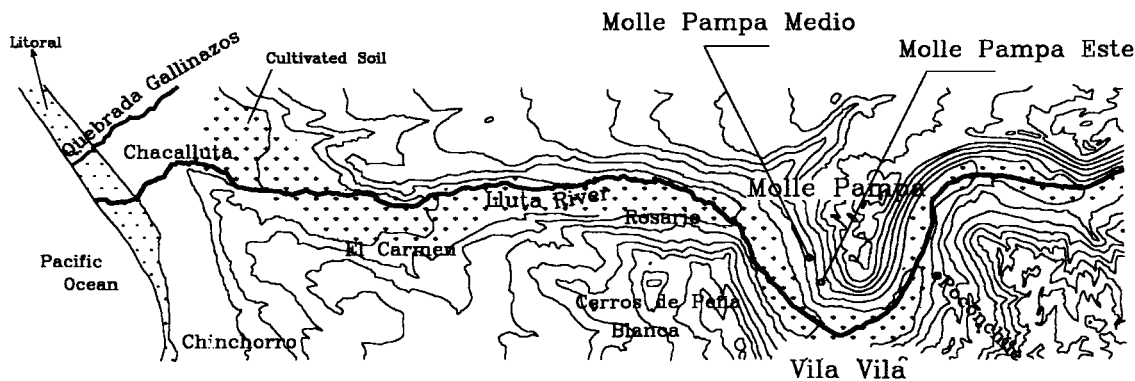 Molle Pampa Medio
Litoral
Molle Pampa Este
Quebrada Gallinazos
Cultivated Soil
Chacalluta
Molle Pampa
Lluta River
Rosario
El Carmen
Pacific
Ocean
Cerros de Peña
Blanca
Poconchile
Chinchorro
Vila Vila